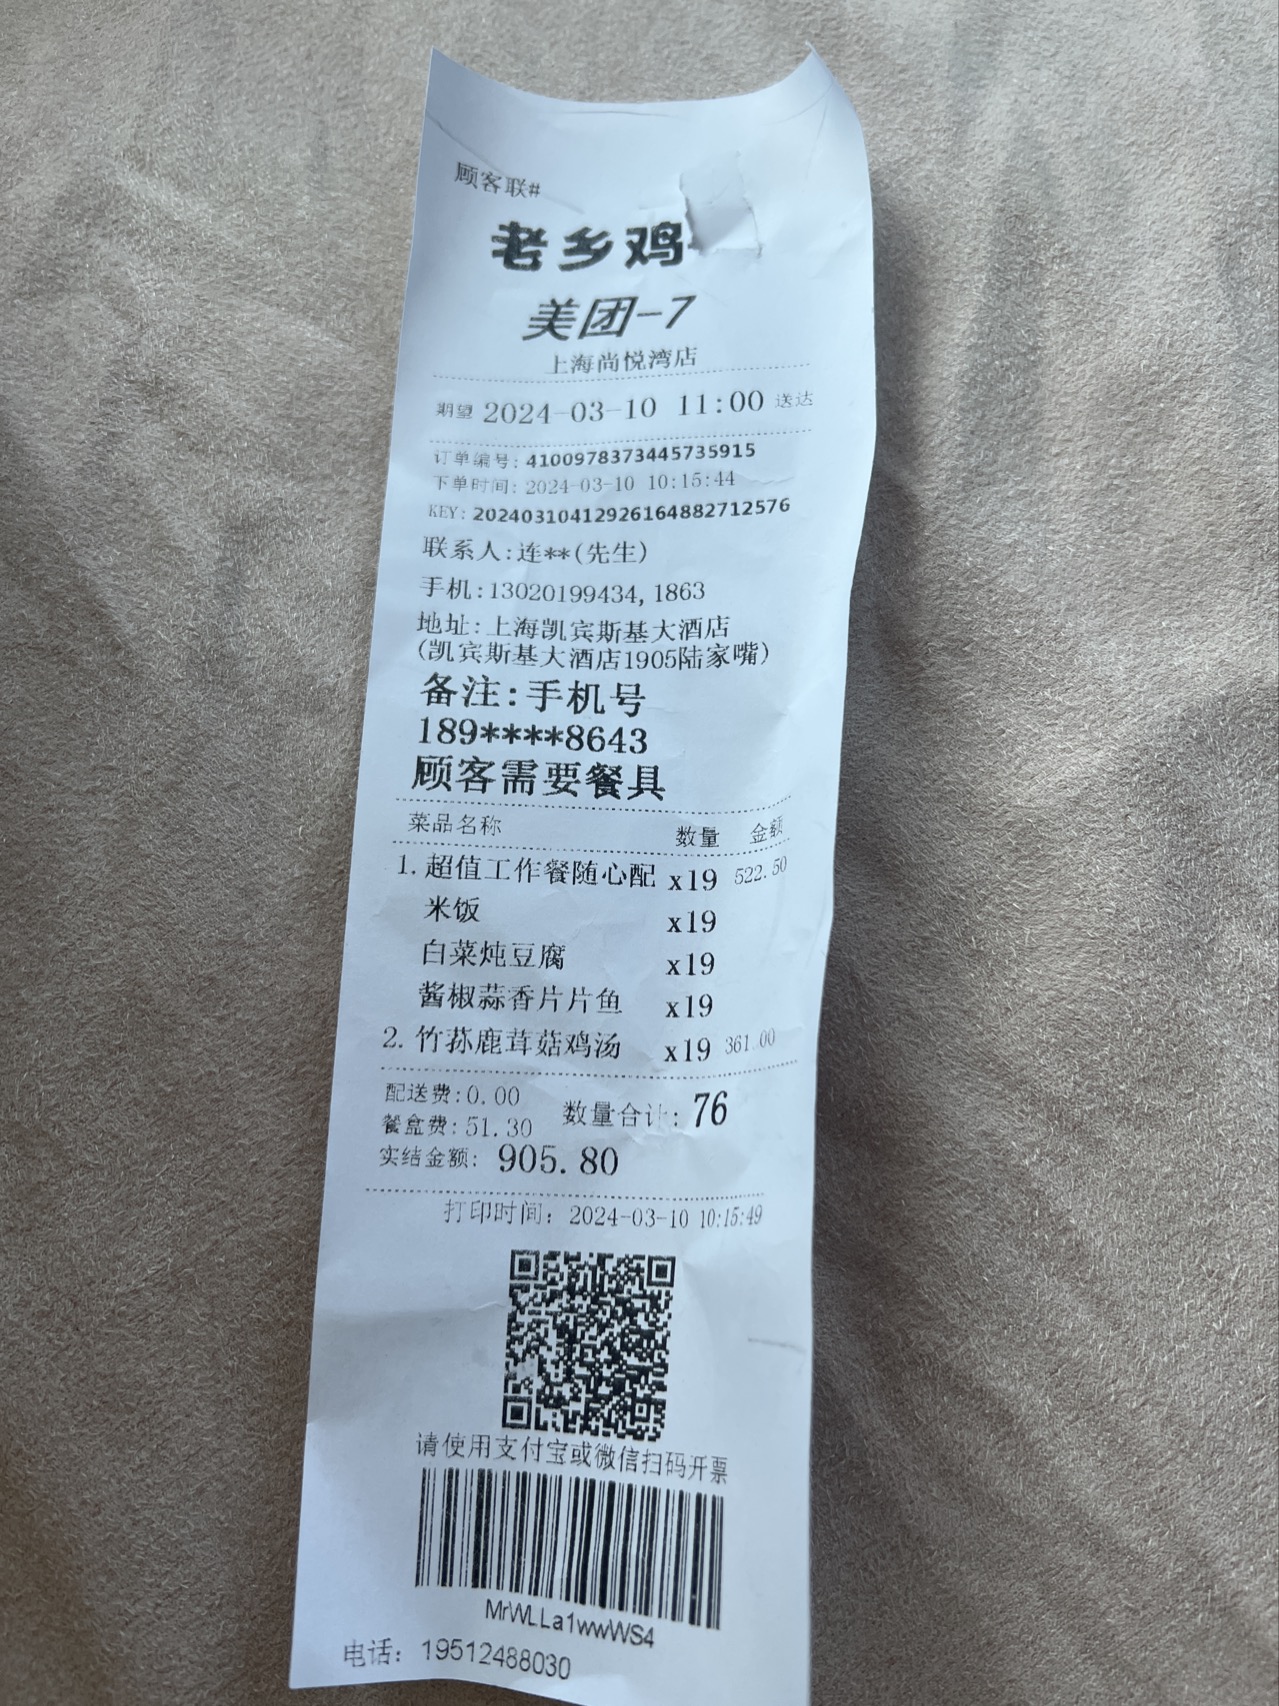 顾客联#
老乡鸡
美团-7
上海尚悦湾店
期望 2024-03-10 11:00 送达
订单编号: 4100978373445735915
下单时间: 2024-03-10 10:15:44
KEY: 202403104129261648827​12576
联系人:连**(先生)
手机:13020199434,1863
地址:上海凯宾斯基大酒店
(凯宾斯基大酒店1905陆家嘴)
备注:手机号
189****8643
顾客需要餐具
菜品名称 数量 金额
1.超值工作餐随心配 x19 522.50
米饭 x19
白菜炖豆腐 x19
酱椒蒜香片片鱼 x19
2.竹荪鹿茸菇鸡汤 x19 361.00
配送费:0.00
餐盒费:51.30 数量合计: 76
实结金额: 905.80
打印时间: 2024-03-10 10:15:49
请使用支付宝或微信扫码开票
MrWLLa1wwWS4
电话: 19512488030